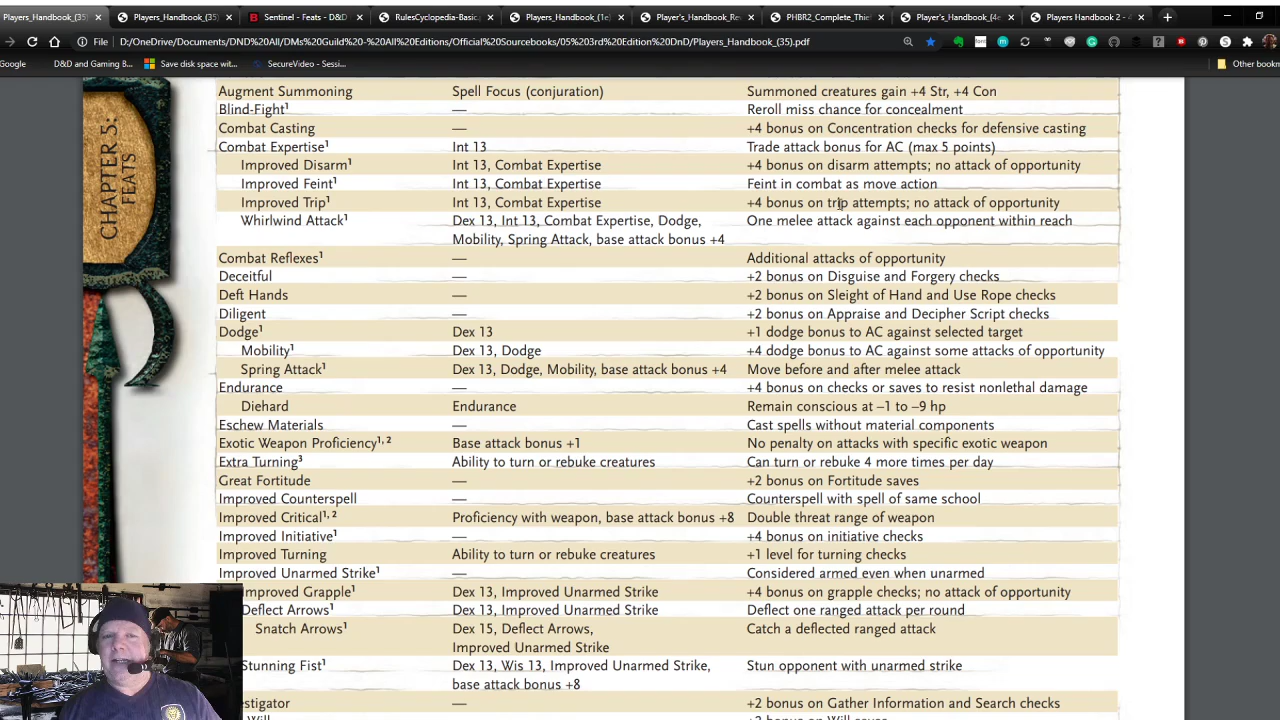 Players_Handbook_(35) Players_Handbook_(35) Sentinel - Feats - D&D RulesCyclopedia-Basic Players_Handbook_(1e) Player's_Handbook_Rev PHBR2_Complete_Thie Player's_Handbook_(4e Players Handbook 2 - 4
File D:/OneDrive/Documents/DND%20All/DMs%20Guild%20-%20All%20Editions/Official%20Sourcebooks/05%203rd%20Edition%20DnD/Players_Handbook_(35).pdf
Google D&D and Gaming B... Save disk space wit... SecureVideo - Sessi... Other bookm
CHAPTER 5:
FEATS
Augment Summoning Spell Focus (conjuration) Summoned creatures gain +4 Str, +4 Con
Blind-Fight¹ — Reroll miss chance for concealment
Combat Casting — +4 bonus on Concentration checks for defensive casting
Combat Expertise¹ Int 13 Trade attack bonus for AC (max 5 points)
Improved Disarm¹ Int 13, Combat Expertise +4 bonus on disarm attempts; no attack of opportunity
Improved Feint¹ Int 13, Combat Expertise Feint in combat as move action
Improved Trip¹ Int 13, Combat Expertise +4 bonus on trip attempts; no attack of opportunity
Whirlwind Attack¹ Dex 13, Int 13, Combat Expertise, Dodge, One melee attack against each opponent within reach
Mobility, Spring Attack, base attack bonus +4
Combat Reflexes¹ — Additional attacks of opportunity
Deceitful — +2 bonus on Disguise and Forgery checks
Deft Hands — +2 bonus on Sleight of Hand and Use Rope checks
Diligent — +2 bonus on Appraise and Decipher Script checks
Dodge¹ Dex 13 +1 dodge bonus to AC against selected target
Mobility¹ Dex 13, Dodge +4 dodge bonus to AC against some attacks of opportunity
Spring Attack¹ Dex 13, Dodge, Mobility, base attack bonus +4 Move before and after melee attack
Endurance — +4 bonus on checks or saves to resist nonlethal damage
Diehard Endurance Remain conscious at –1 to –9 hp
Eschew Materials — Cast spells without material components
Exotic Weapon Proficiency¹, ² Base attack bonus +1 No penalty on attacks with specific exotic weapon
Extra Turning³ Ability to turn or rebuke creatures Can turn or rebuke 4 more times per day
Great Fortitude — +2 bonus on Fortitude saves
Improved Counterspell — Counterspell with spell of same school
Improved Critical¹, ² Proficiency with weapon, base attack bonus +8 Double threat range of weapon
Improved Initiative¹ — +4 bonus on initiative checks
Improved Turning Ability to turn or rebuke creatures +1 level for turning checks
Improved Unarmed Strike¹ — Considered armed even when unarmed
Improved Grapple¹ Dex 13, Improved Unarmed Strike +4 bonus on grapple checks; no attack of opportunity
Deflect Arrows¹ Dex 13, Improved Unarmed Strike Deflect one ranged attack per round
Snatch Arrows¹ Dex 15, Deflect Arrows, Catch a deflected ranged attack
Improved Unarmed Strike
Stunning Fist¹ Dex 13, Wis 13, Improved Unarmed Strike, Stun opponent with unarmed strike
base attack bonus +8
estigator — +2 bonus on Gather Information and Search checks